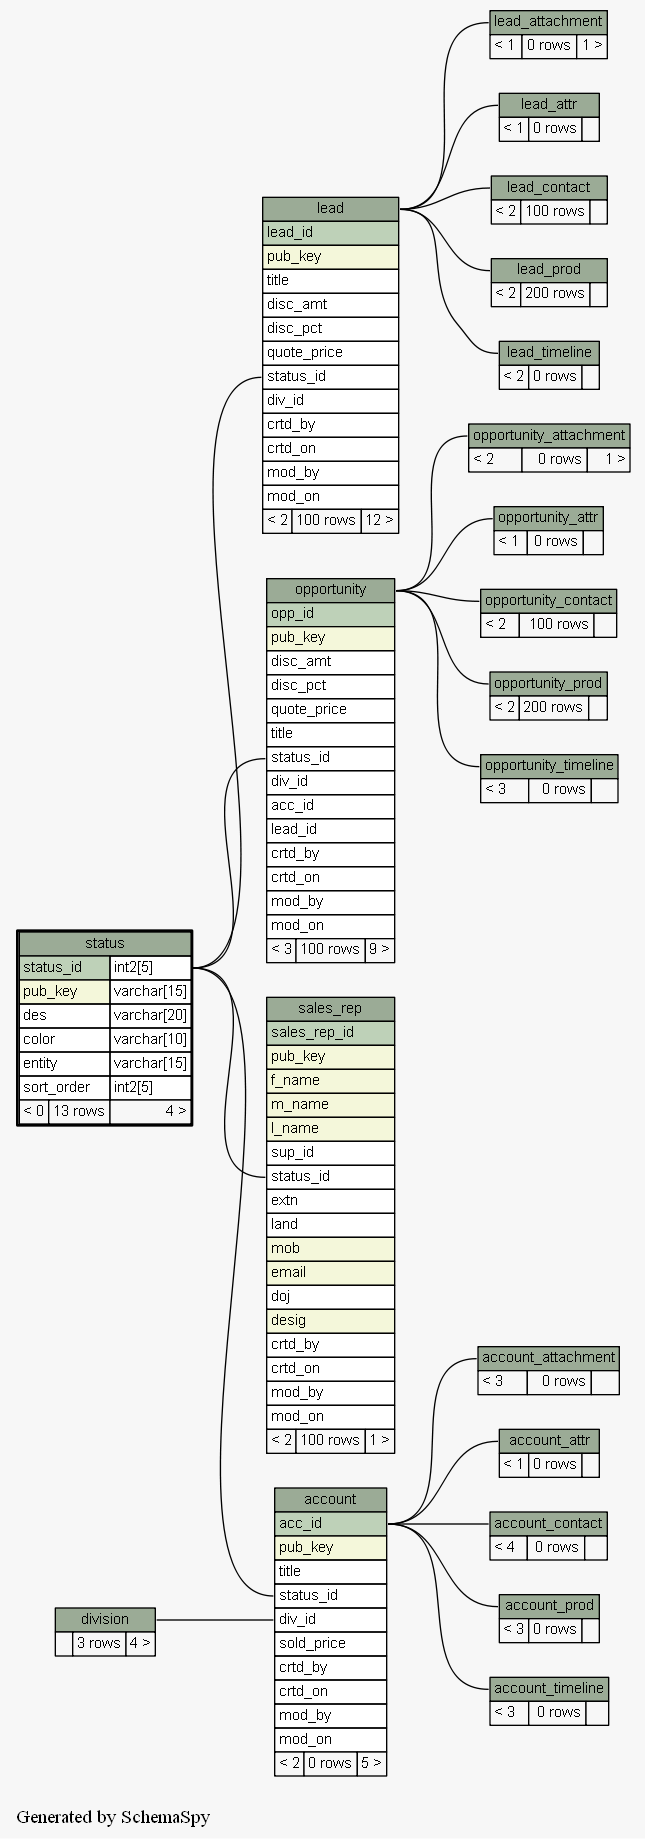 lead_attachment
< 1 0 rows 1 >
lead_attr
< 1 0 rows
lead_contact
< 2 100 rows
lead_prod
< 2 200 rows
lead_timeline
< 2 0 rows
lead
lead_id
pub_key
title
disc_amt
disc_pct
quote_price
status_id
div_id
crtd_by
crtd_on
mod_by
mod_on
< 2 100 rows 12 >
opportunity_attachment
< 2 0 rows 1 >
opportunity_attr
< 1 0 rows
opportunity_contact
< 2 100 rows
opportunity_prod
< 2 200 rows
opportunity_timeline
< 3 0 rows
opportunity
opp_id
pub_key
disc_amt
disc_pct
quote_price
title
status_id
div_id
acc_id
lead_id
crtd_by
crtd_on
mod_by
mod_on
< 3 100 rows 9 >
status
status_id int2[5]
pub_key varchar[15]
des varchar[20]
color varchar[10]
entity varchar[15]
sort_order int2[5]
< 0 13 rows 4 >
sales_rep
sales_rep_id
pub_key
f_name
m_name
l_name
sup_id
status_id
extn
land
mob
email
doj
desig
crtd_by
crtd_on
mod_by
mod_on
< 2 100 rows 1 >
account_attachment
< 3 0 rows
account_attr
< 1 0 rows
account_contact
< 4 0 rows
account_prod
< 3 0 rows
account_timeline
< 3 0 rows
account
acc_id
pub_key
title
status_id
div_id
sold_price
crtd_by
crtd_on
mod_by
mod_on
< 2 0 rows 5 >
division
3 rows 4 >
Generated by SchemaSpy